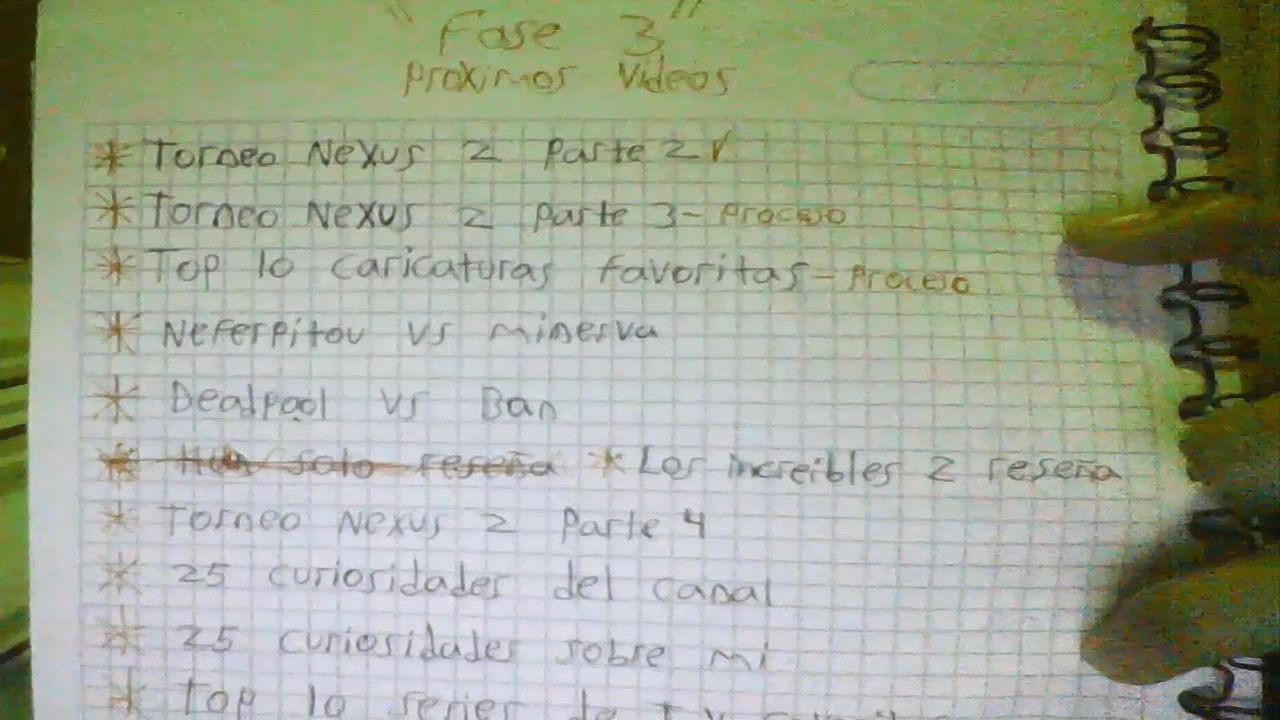 "Fase 3"
Proximos Videos
* Torneo Nexus 2 Parte 2 ✓
* Torneo Nexus 2 Parte 3 - Proceso
* Top 10 caricaturas favoritas - Proceso
* Neferpitou vs minerva
* Deadpool vs Ban
* Han solo reseña * Los increibles 2 reseña
* Torneo Nexus 2 Parte 4
* 25 curiosidades del canal
* 25 curiosidades sobre mi
* Top 10 series de tv